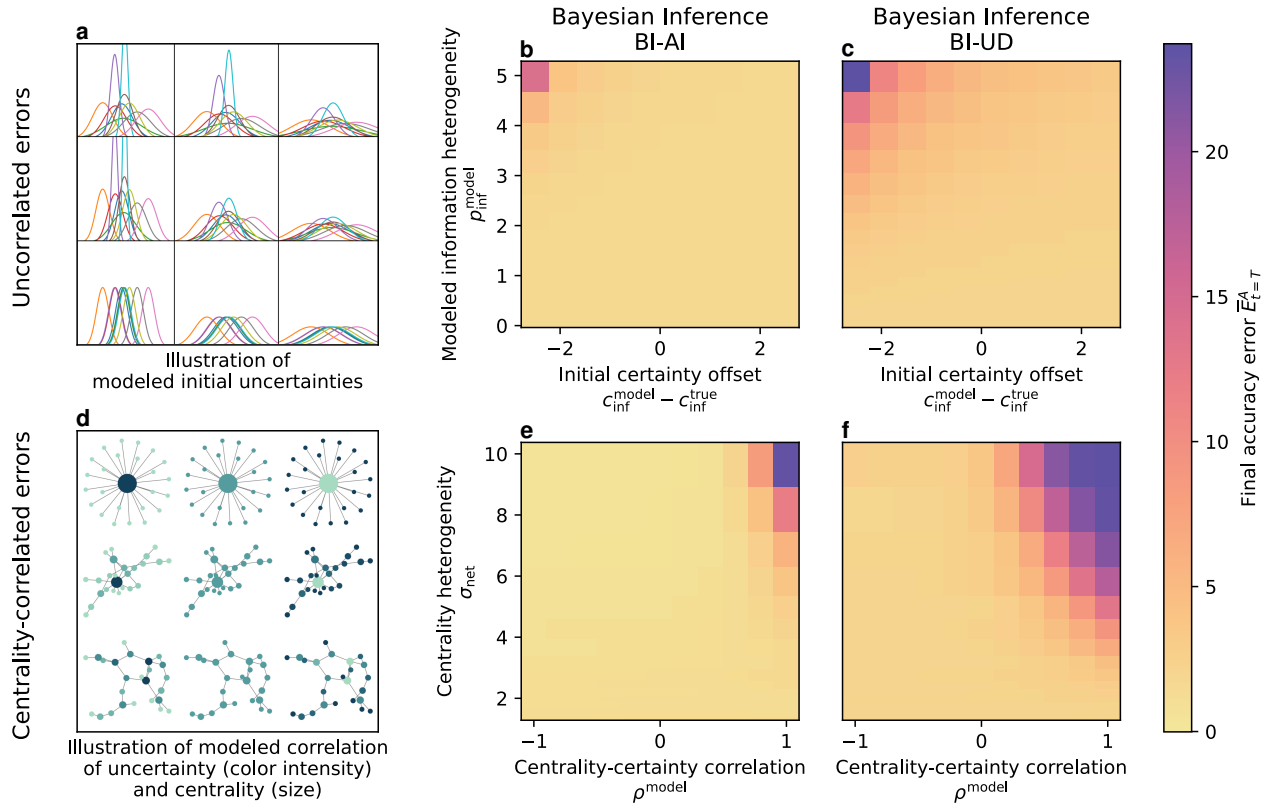 Bayesian Inference
BI-AI
Bayesian Inference
BI-UD
a
b
c
Uncorrelated errors
Illustration of
modeled initial uncertainties
Modeled information heterogeneity
p_inf^model
5
4
3
2
1
0
−2
0
2
Initial certainty offset
c_inf^model − c_inf^true
−2
0
2
Initial certainty offset
c_inf^model − c_inf^true
d
e
f
Centrality-correlated errors
Illustration of modeled correlation
of uncertainty (color intensity)
and centrality (size)
Centrality heterogeneity
σ_net
10
8
6
4
2
−1
0
1
Centrality-certainty correlation
ρ^model
−1
0
1
Centrality-certainty correlation
ρ^model
20
15
10
5
0
Final accuracy error E̅^A_t=T